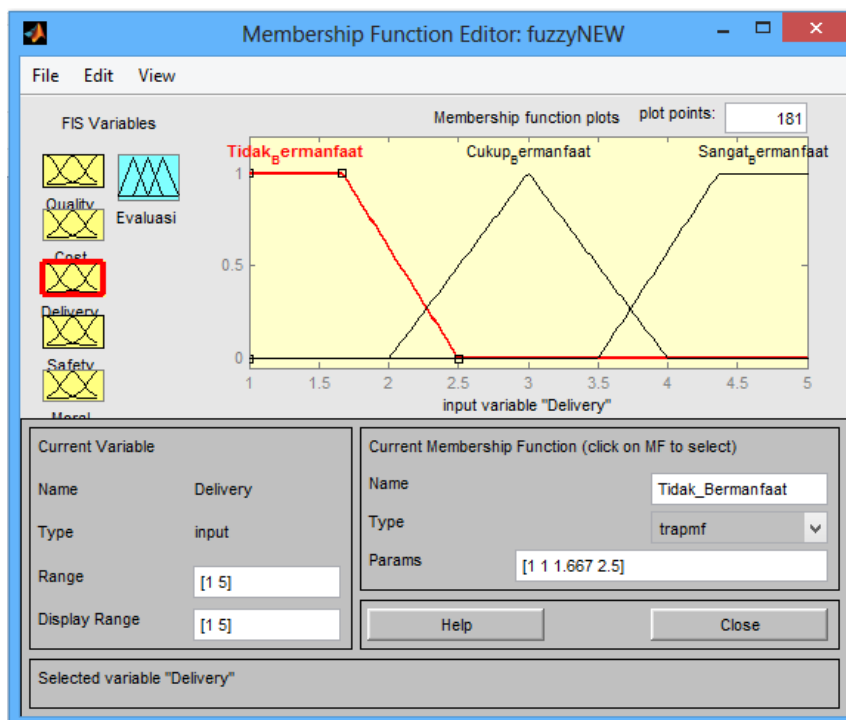 Membership Function Editor: fuzzyNEW
File Edit View
FIS Variables
Membership function plots plot points: 181
Quality
Evaluasi
Cost
Delivery
Safety
Moral
Tidak_Bermanfaat Cukup_Bermanfaat Sangat_Bermanfaat
1
0.5
0
1 1.5 2 2.5 3 3.5 4 4.5 5
input variable "Delivery"
Current Variable
Name Delivery
Type input
Range [1 5]
Display Range [1 5]
Current Membership Function (click on MF to select)
Name Tidak_Bermanfaat
Type trapmf
Params [1 1 1.667 2.5]
Help Close
Selected variable "Delivery"